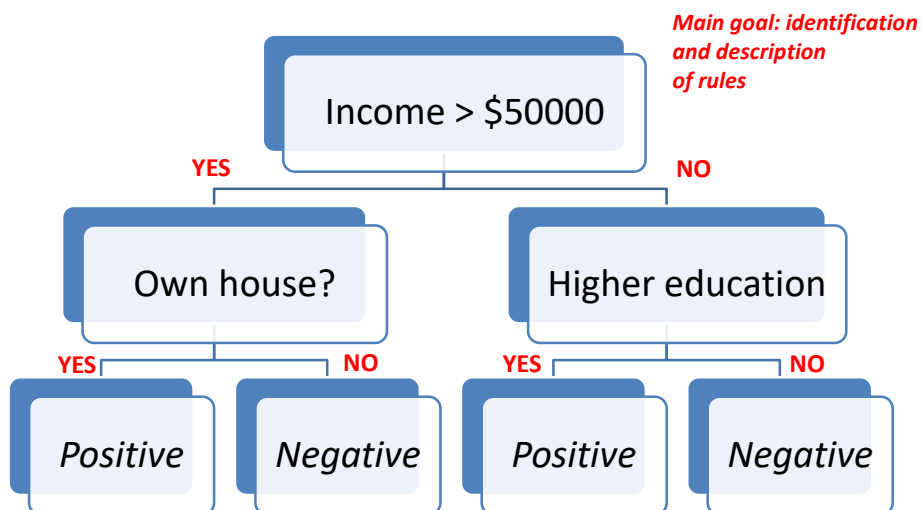 Main goal: identification
and description
of rules
Income > $50000
YES
NO
Own house?
Higher education
YES
NO
YES
NO
Positive
Negative
Positive
Negative